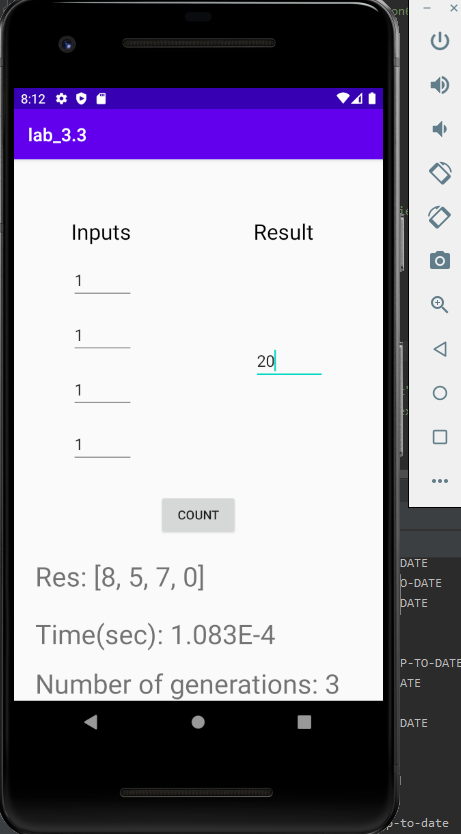 8:12
lab_3.3
Inputs
Result
1
1
20
1
1
COUNT
Res: [8, 5, 7, 0]
Time(sec): 1.083E-4
Number of generations: 3
DATE
O-DATE
DATE
P-TO-DATE
ATE
DATE
p-to-date